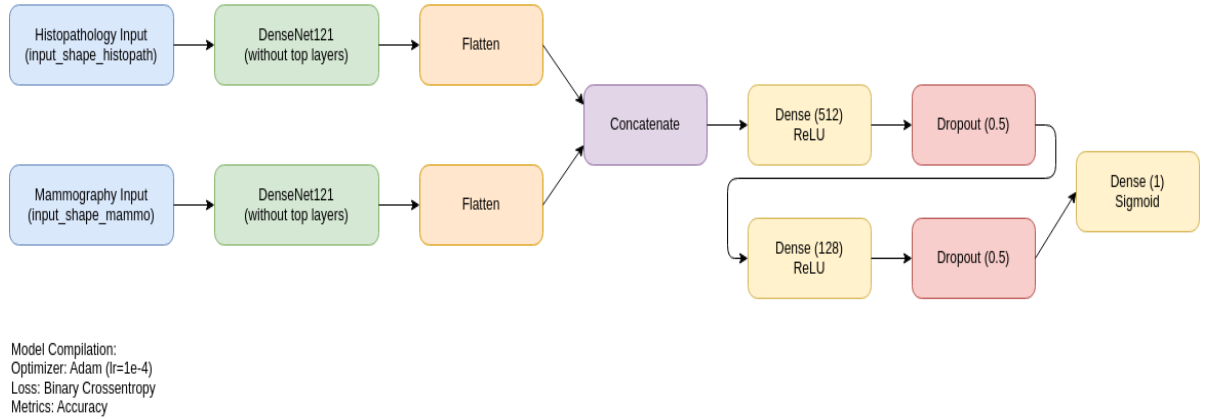 Histopathology Input
(input_shape_histopath)
DenseNet121
(without top layers)
Flatten
Mammography Input
(input_shape_mammo)
DenseNet121
(without top layers)
Flatten
Concatenate
Dense (512)
ReLU
Dropout (0.5)
Dense (128)
ReLU
Dropout (0.5)
Dense (1)
Sigmoid
Model Compilation:
Optimizer: Adam (lr=1e-4)
Loss: Binary Crossentropy
Metrics: Accuracy